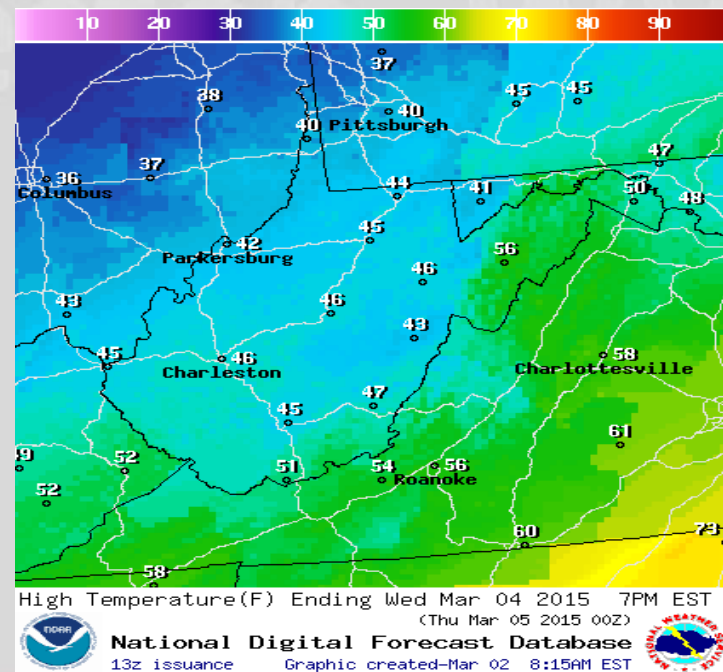 10 20 30 40 50 60 70 80 90
37
38 45 45
40
40 Pittsburgh
47
37
36 44 41 50
Columbus 48
45
42 56
Parkersburg
46
43 46
43
45 46 58
Charleston Charlottesville
47
45
61
49 52 51 54 56
Roanoke
52
60 73
58
High Temperature(F) Ending Wed Mar 04 2015 7PM EST
(Thu Mar 05 2015 00Z)
NOAA
National Digital Forecast Database
13z issuance Graphic created-Mar 02 8:15AM EST